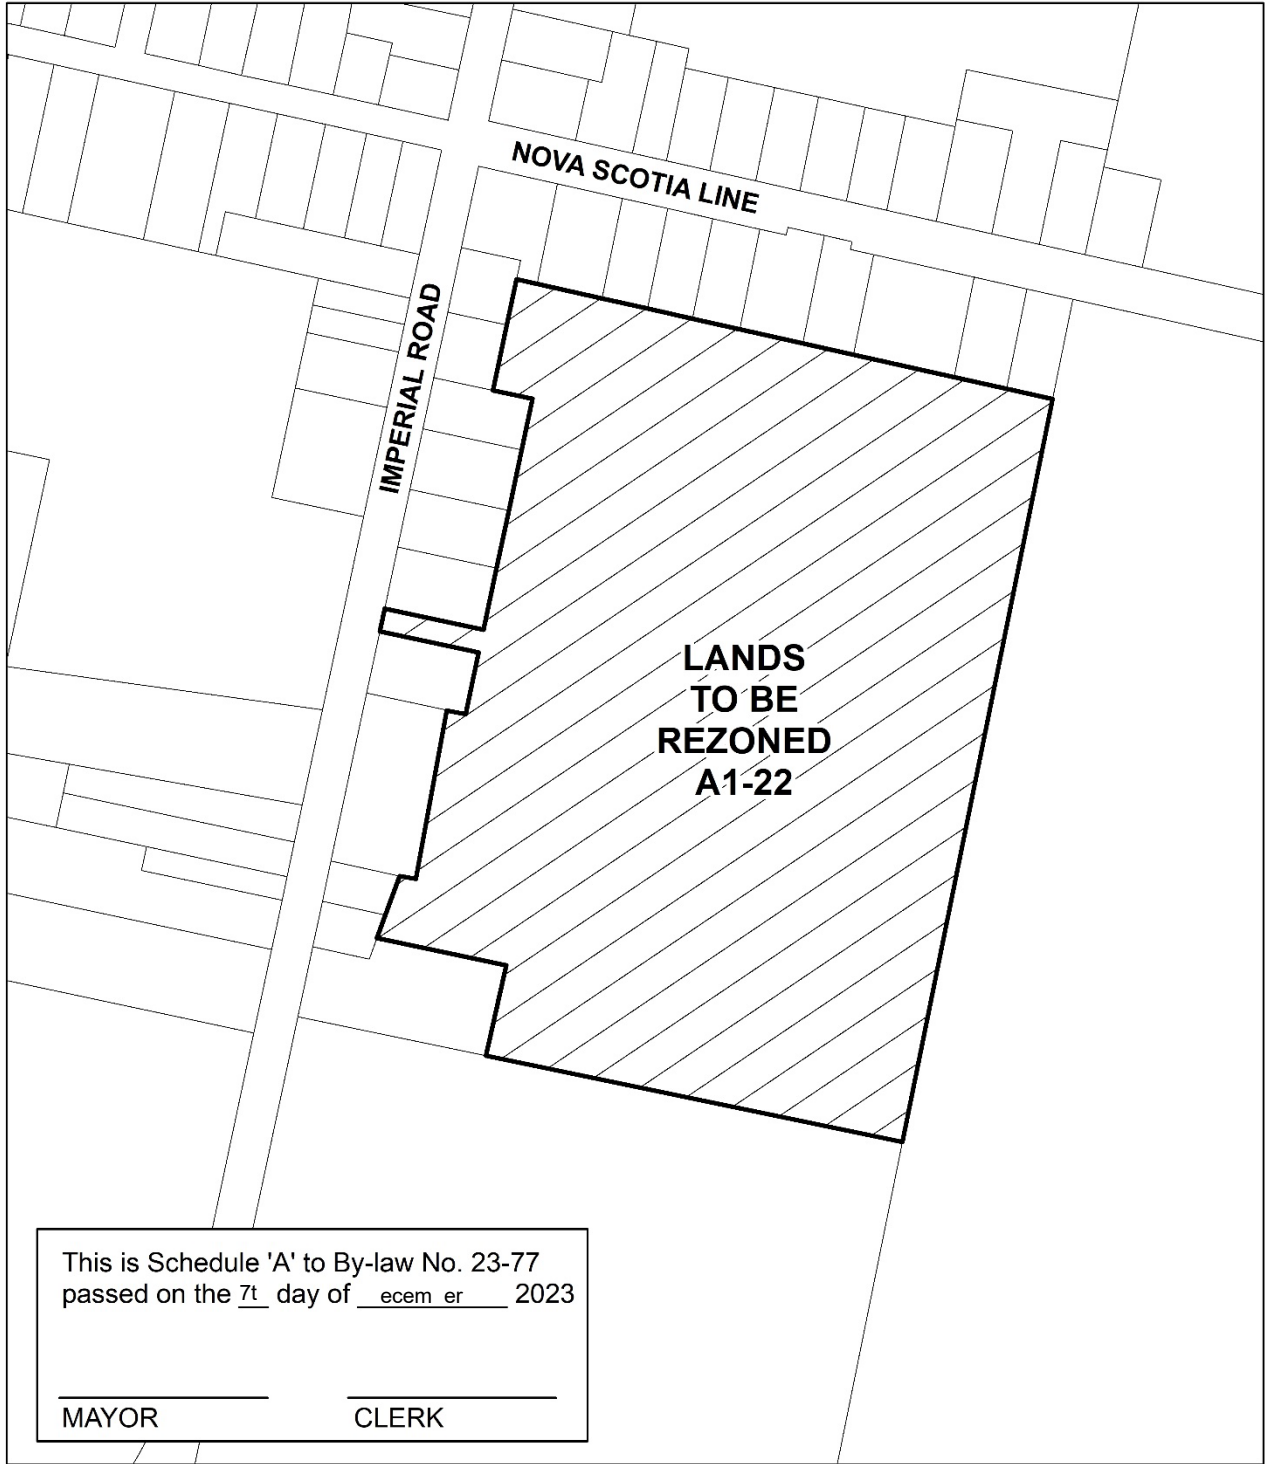 NOVA SCOTIA LINE
IMPERIAL ROAD
LANDS
TO BE
REZONED
A1-22
This is Schedule 'A' to By-law No. 23-77
passed on the 7t day of ecem er 2023
MAYOR CLERK